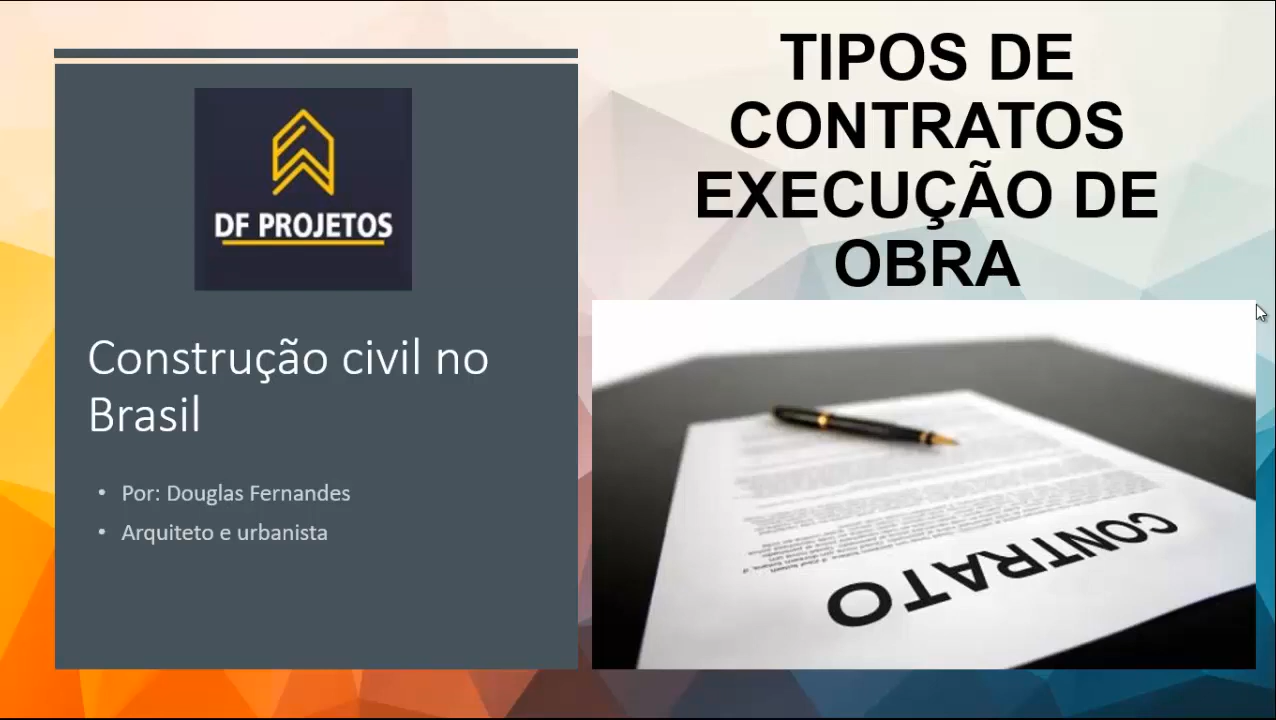 DF PROJETOS
Construção civil no
Brasil
• Por: Douglas Fernandes
• Arquiteto e urbanista
TIPOS DE
CONTRATOS
EXECUÇÃO DE
OBRA
CONTRATO